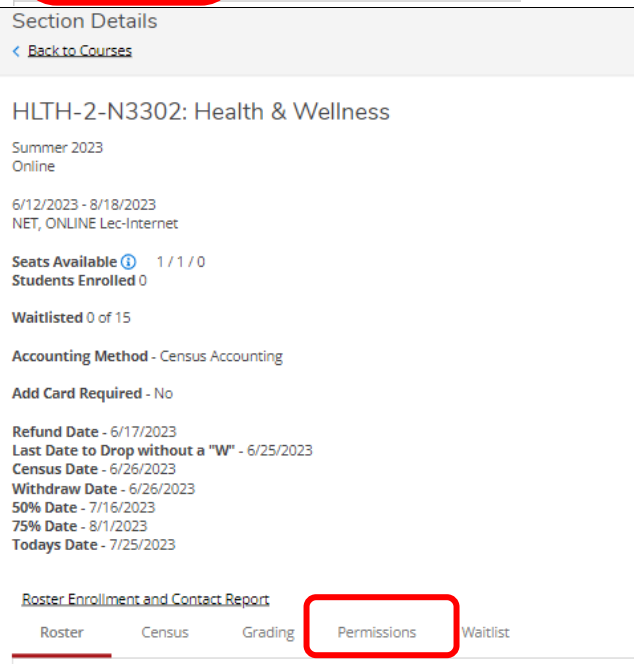 Section Details
< Back to Courses
HLTH-2-N3302: Health & Wellness
Summer 2023
Online
6/12/2023 - 8/18/2023
NET, ONLINE Lec-Internet
Seats Available 1 / 1 / 0
Students Enrolled 0
Waitlisted 0 of 15
Accounting Method - Census Accounting
Add Card Required - No
Refund Date - 6/17/2023
Last Date to Drop without a "W" - 6/25/2023
Census Date - 6/26/2023
Withdraw Date - 6/26/2023
50% Date - 7/16/2023
75% Date - 8/1/2023
Todays Date - 7/25/2023
Roster Enrollment and Contact Report
Roster Census Grading Permissions Waitlist